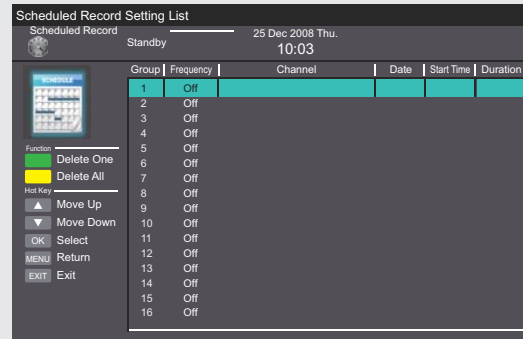 Scheduled Record Setting List
Scheduled Record
Standby
25 Dec 2008 Thu.
10:03
Group Frequency Channel Date Start Time Duration
SCHEDULE
1 Off
2 Off
3 Off
4 Off
5 Off
6 Off
7 Off
8 Off
9 Off
10 Off
11 Off
12 Off
13 Off
14 Off
15 Off
16 Off
Function
Delete One
Delete All
Hot Key
▲ Move Up
▼ Move Down
OK Select
MENU Return
EXIT Exit